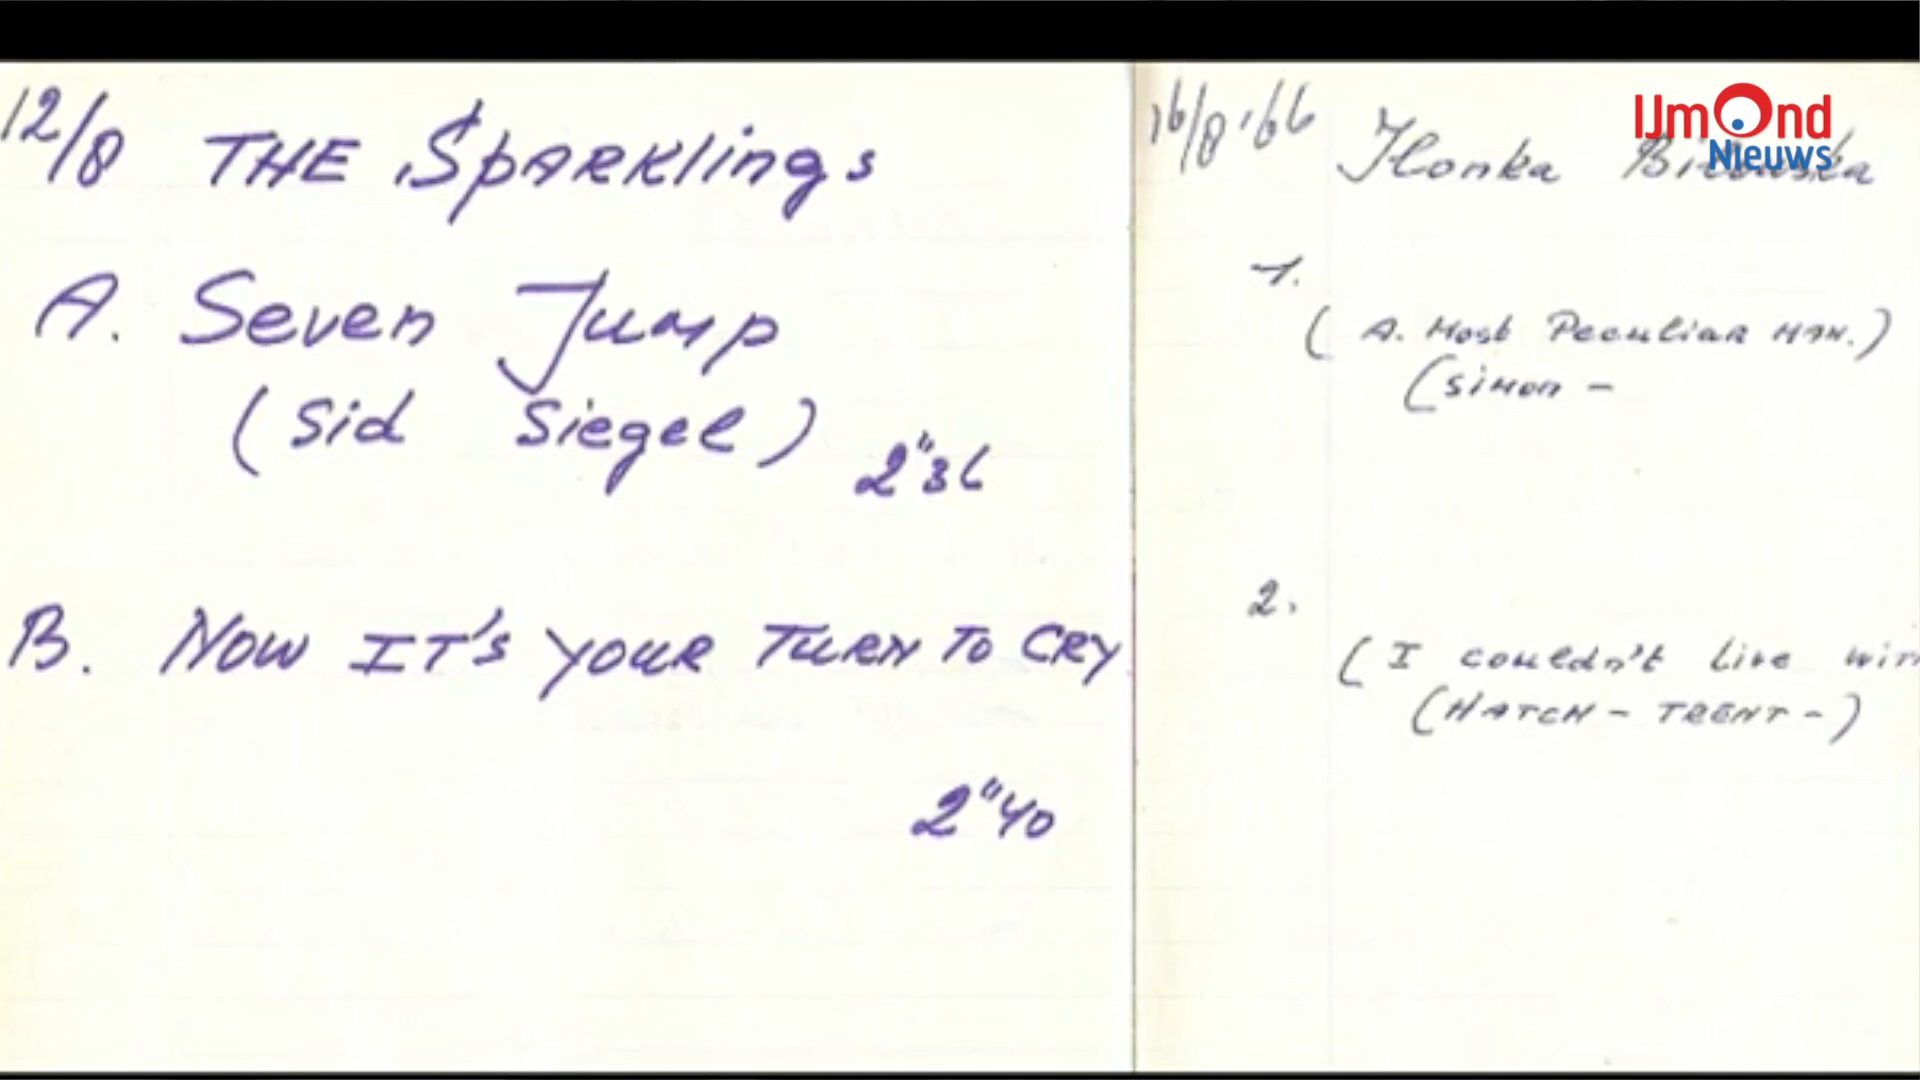 12/8 THE SPARKlings
A. Seven Jump
(Sid Siegel)
2"36
B. NOW IT'S YOUR TURN TO CRY
2"40
16/8 '66 Ilonka
1.
(A. Most Peculiar MAN.)
(SiMon –
2.
(I couldn't Live
(HATCH – TRENT –)
IJmond
Nieuws